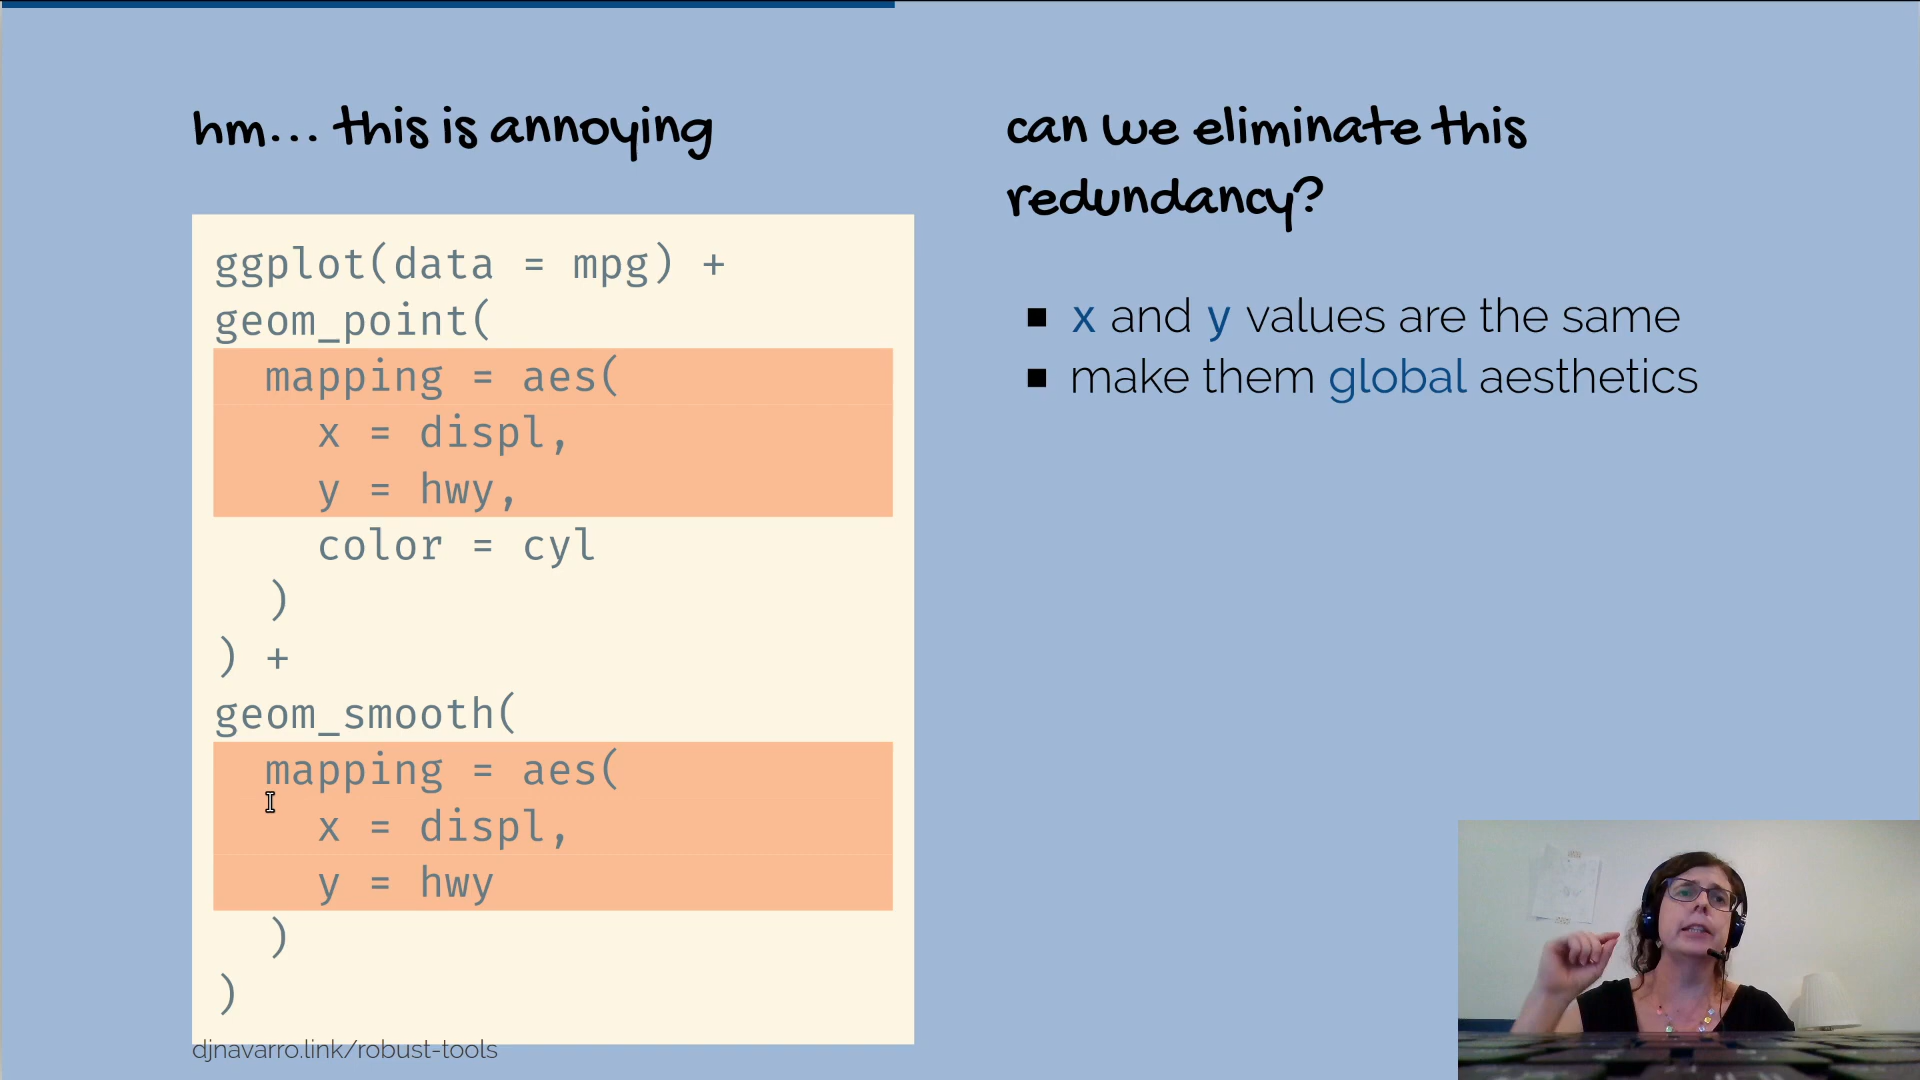 hm... this is annoying
ggplot(data = mpg) +
geom_point(
  mapping = aes(
    x = displ,
    y = hwy,
    color = cyl
  )
) +
geom_smooth(
  mapping = aes(
    x = displ,
    y = hwy
  )
)
djnavarro.link/robust-tools
can we eliminate this
redundancy?
▪ x and y values are the same
▪ make them global aesthetics